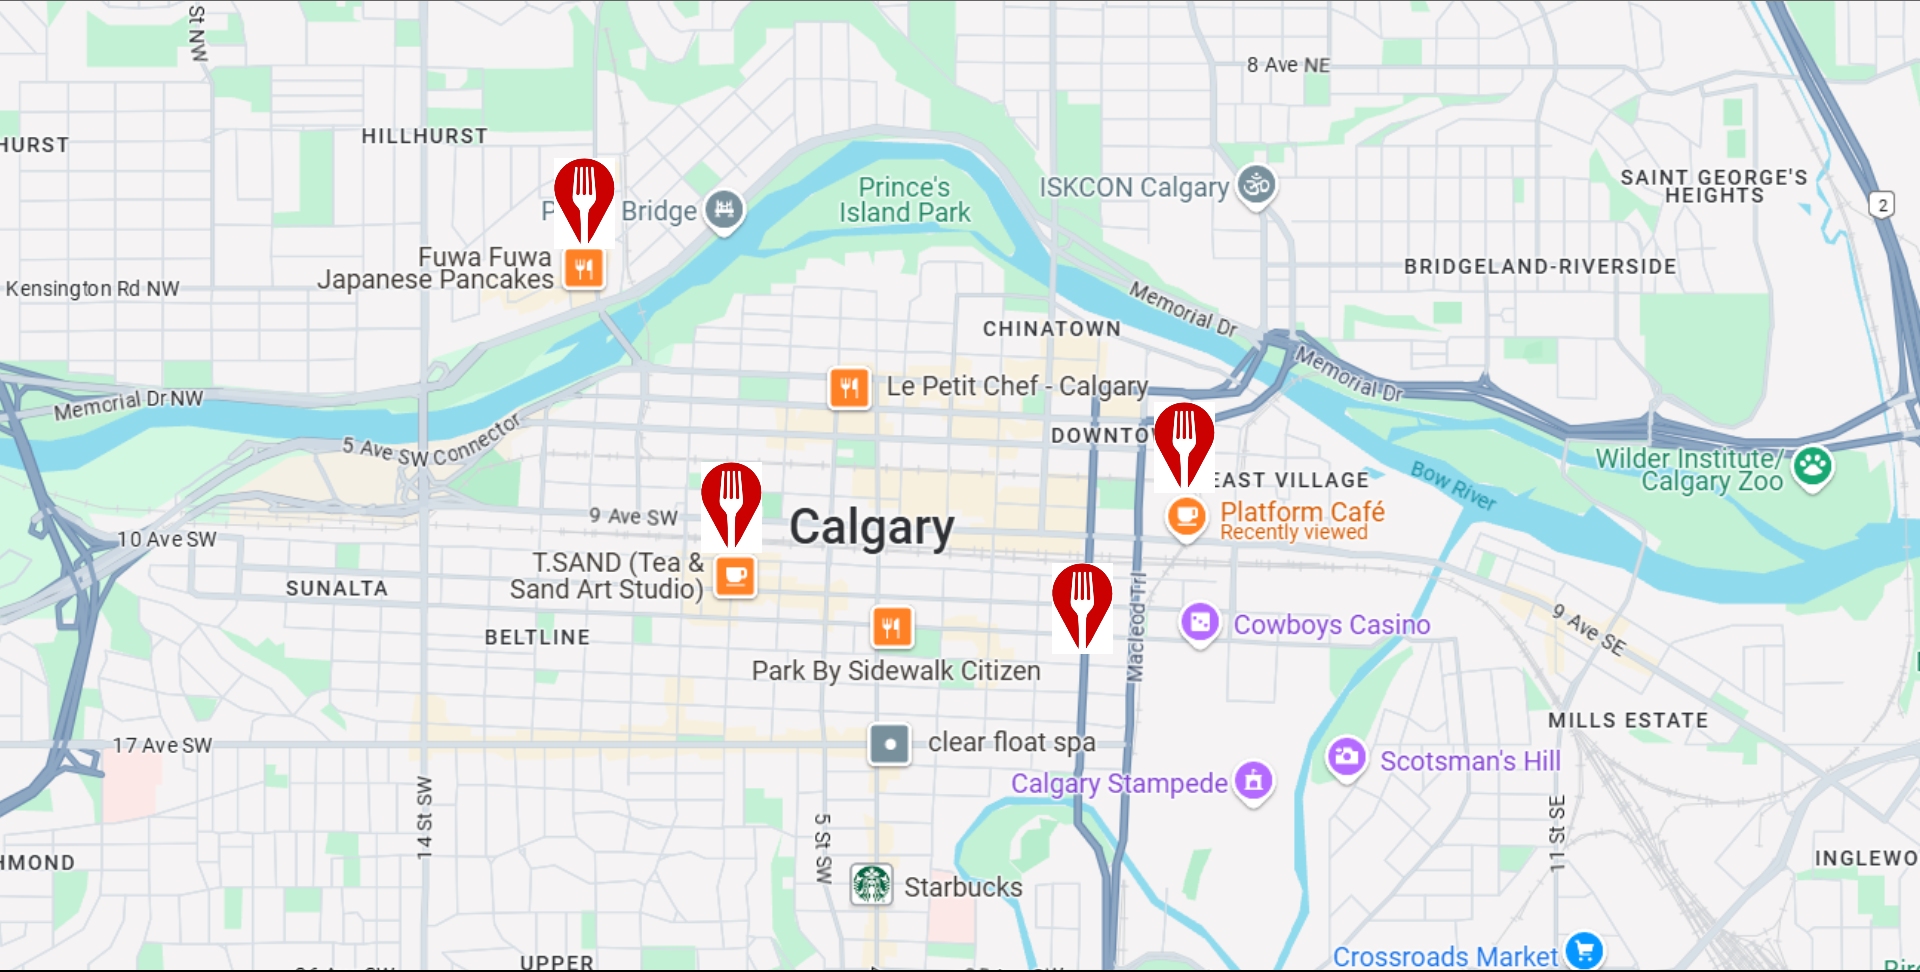 St NW
8 Ave NE
HURST
HILLHURST
SAINT GEORGE'S
HEIGHTS
2
Prince's
Island Park
ISKCON Calgary
Bridge
Fuwa Fuwa
Japanese Pancakes
Kensington Rd NW
BRIDGELAND-RIVERSIDE
Memorial Dr
CHINATOWN
Memorial Dr
Le Petit Chef - Calgary
Memorial Dr NW
5 Ave SW Connector
DOWNTO
EAST VILLAGE
Wilder Institute/
Calgary Zoo
Bow River
9 Ave SW
Calgary
Platform Café
Recently viewed
10 Ave SW
T.SAND (Tea &
Sand Art Studio)
SUNALTA
BELTLINE
Macleod Trl
Cowboys Casino
9 Ave SE
Park By Sidewalk Citizen
MILLS ESTATE
17 Ave SW
clear float spa
Calgary Stampede
Scotsman's Hill
14 St SW
5 St SW
11 St SE
HMOND
INGLEWO
Starbucks
UPPER
Crossroads Market